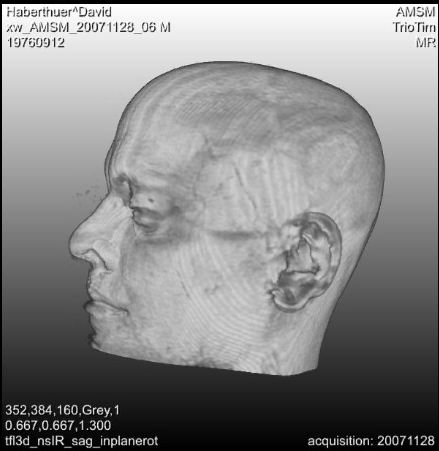 Haberthuer^David
AMSM
xw_AMSM_20071128_06 M
TrioTim
19760912
MR
352,384,160,Grey,1
0.667,0.667,1.300
tfl3d_nsIR_sag_inplanerot
acquisition: 20071128